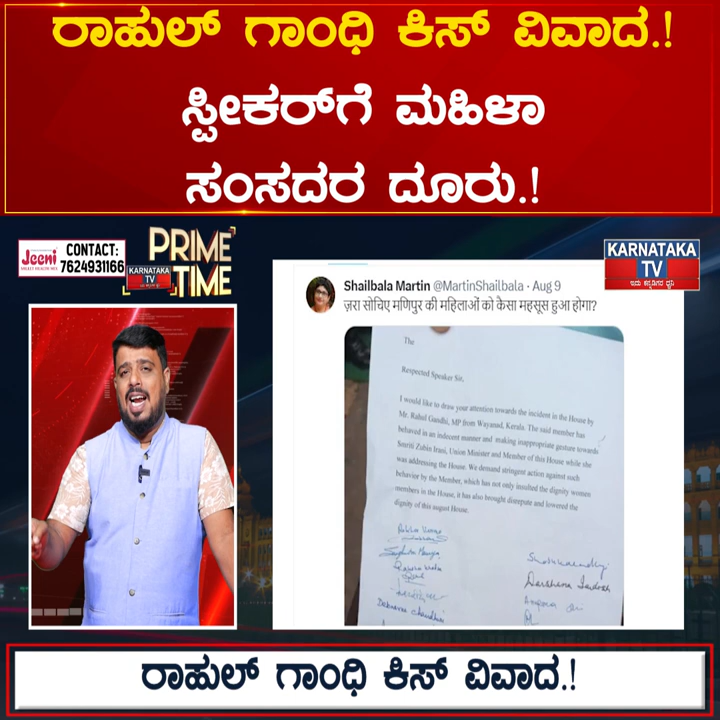 ರಾಹುಲ್ ಗಾಂಧಿ ಕಿಸ್ ವಿವಾದ.!
ಸ್ಪೀಕರ್‌ಗೆ ಮಹಿಳಾ
ಸಂಸದರ ದೂರು.!
Jeeni
CONTACT:
7624931166
PRIME
TIME
KARNATAKA
TV
KARNATAKA
TV
ಇದು ಕನ್ನಡಿಗರ ಧ್ವನಿ
Shailbala Martin @MartinShailbala · Aug 9
ज़रा सोचिए मणिपुर की महिलाओं को कैसा महसूस हुआ होगा?
The
Respected Speaker Sir,
I would like to draw your attention towards the incident in the House by
Mr. Rahul Gandhi, MP from Wayanad, Kerala. The said member has
behaved in an indecent manner and making inappropriate gesture towards
Smriti Zubin Irani, Union Minister and Member of this House while she
was addressing the House. We demand stringent action against such
behavior by the Member, which has not only insulted the dignity women
members in the House, it has also brought disrepute and lowered the
dignity of this august House.
ರಾಹುಲ್ ಗಾಂಧಿ ಕಿಸ್ ವಿವಾದ.!